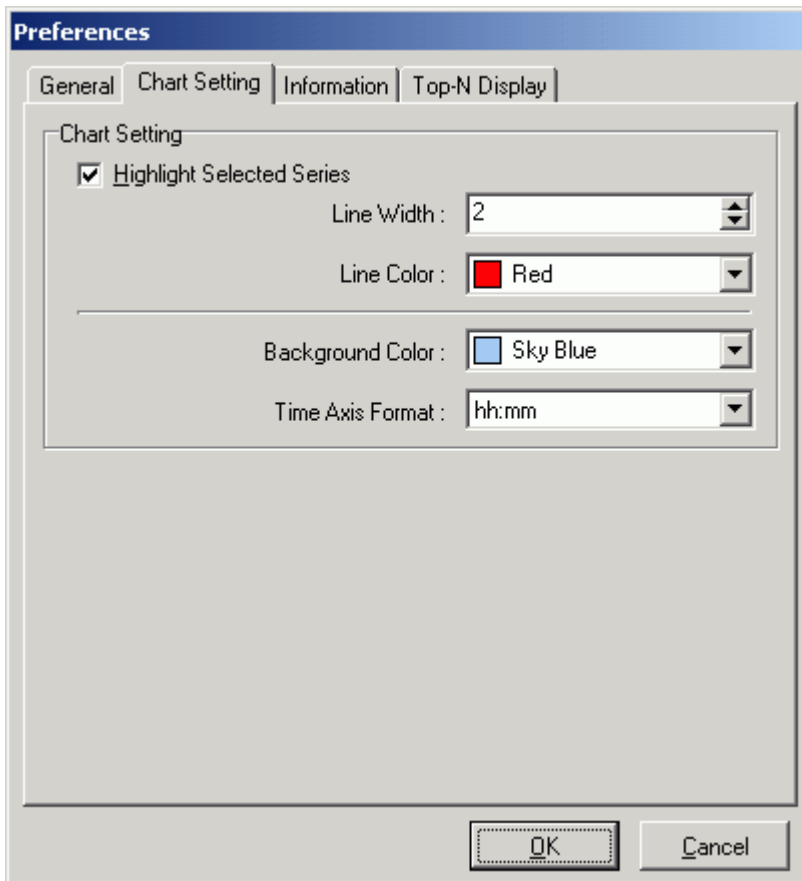 Preferences
General Chart Setting Information Top-N Display
Chart Setting
Highlight Selected Series
Line Width : 2
Line Color : Red
Background Color : Sky Blue
Time Axis Format : hh:mm
OK Cancel